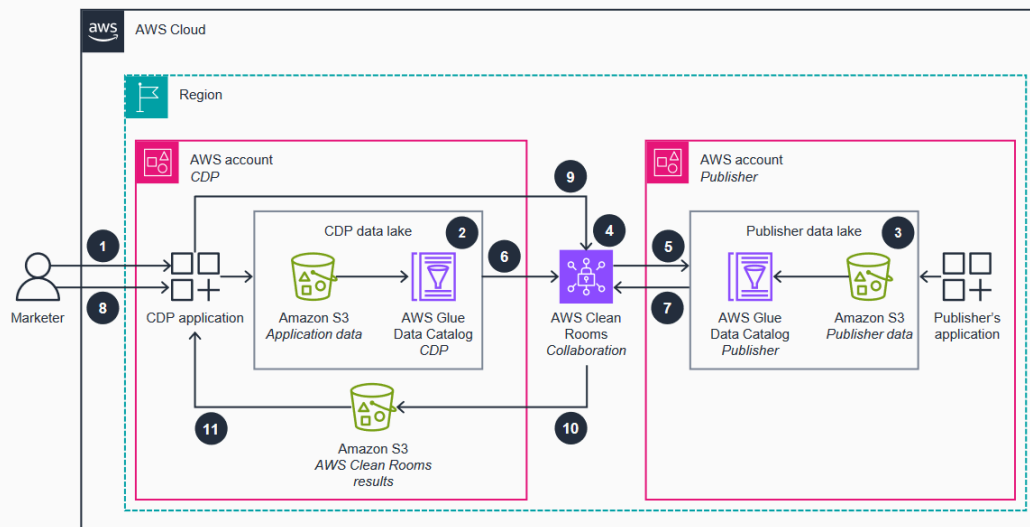 aws
AWS Cloud
Region
AWS account
CDP
AWS account
Publisher
9
CDP data lake
2
4
Publisher data lake
3
1
6
5
8
7
Marketer
CDP application
Amazon S3
Application data
AWS Glue
Data Catalog
CDP
AWS Clean
Rooms
Collaboration
AWS Glue
Data Catalog
Publisher
Amazon S3
Publisher data
Publisher's
application
11
10
Amazon S3
AWS Clean Rooms
results